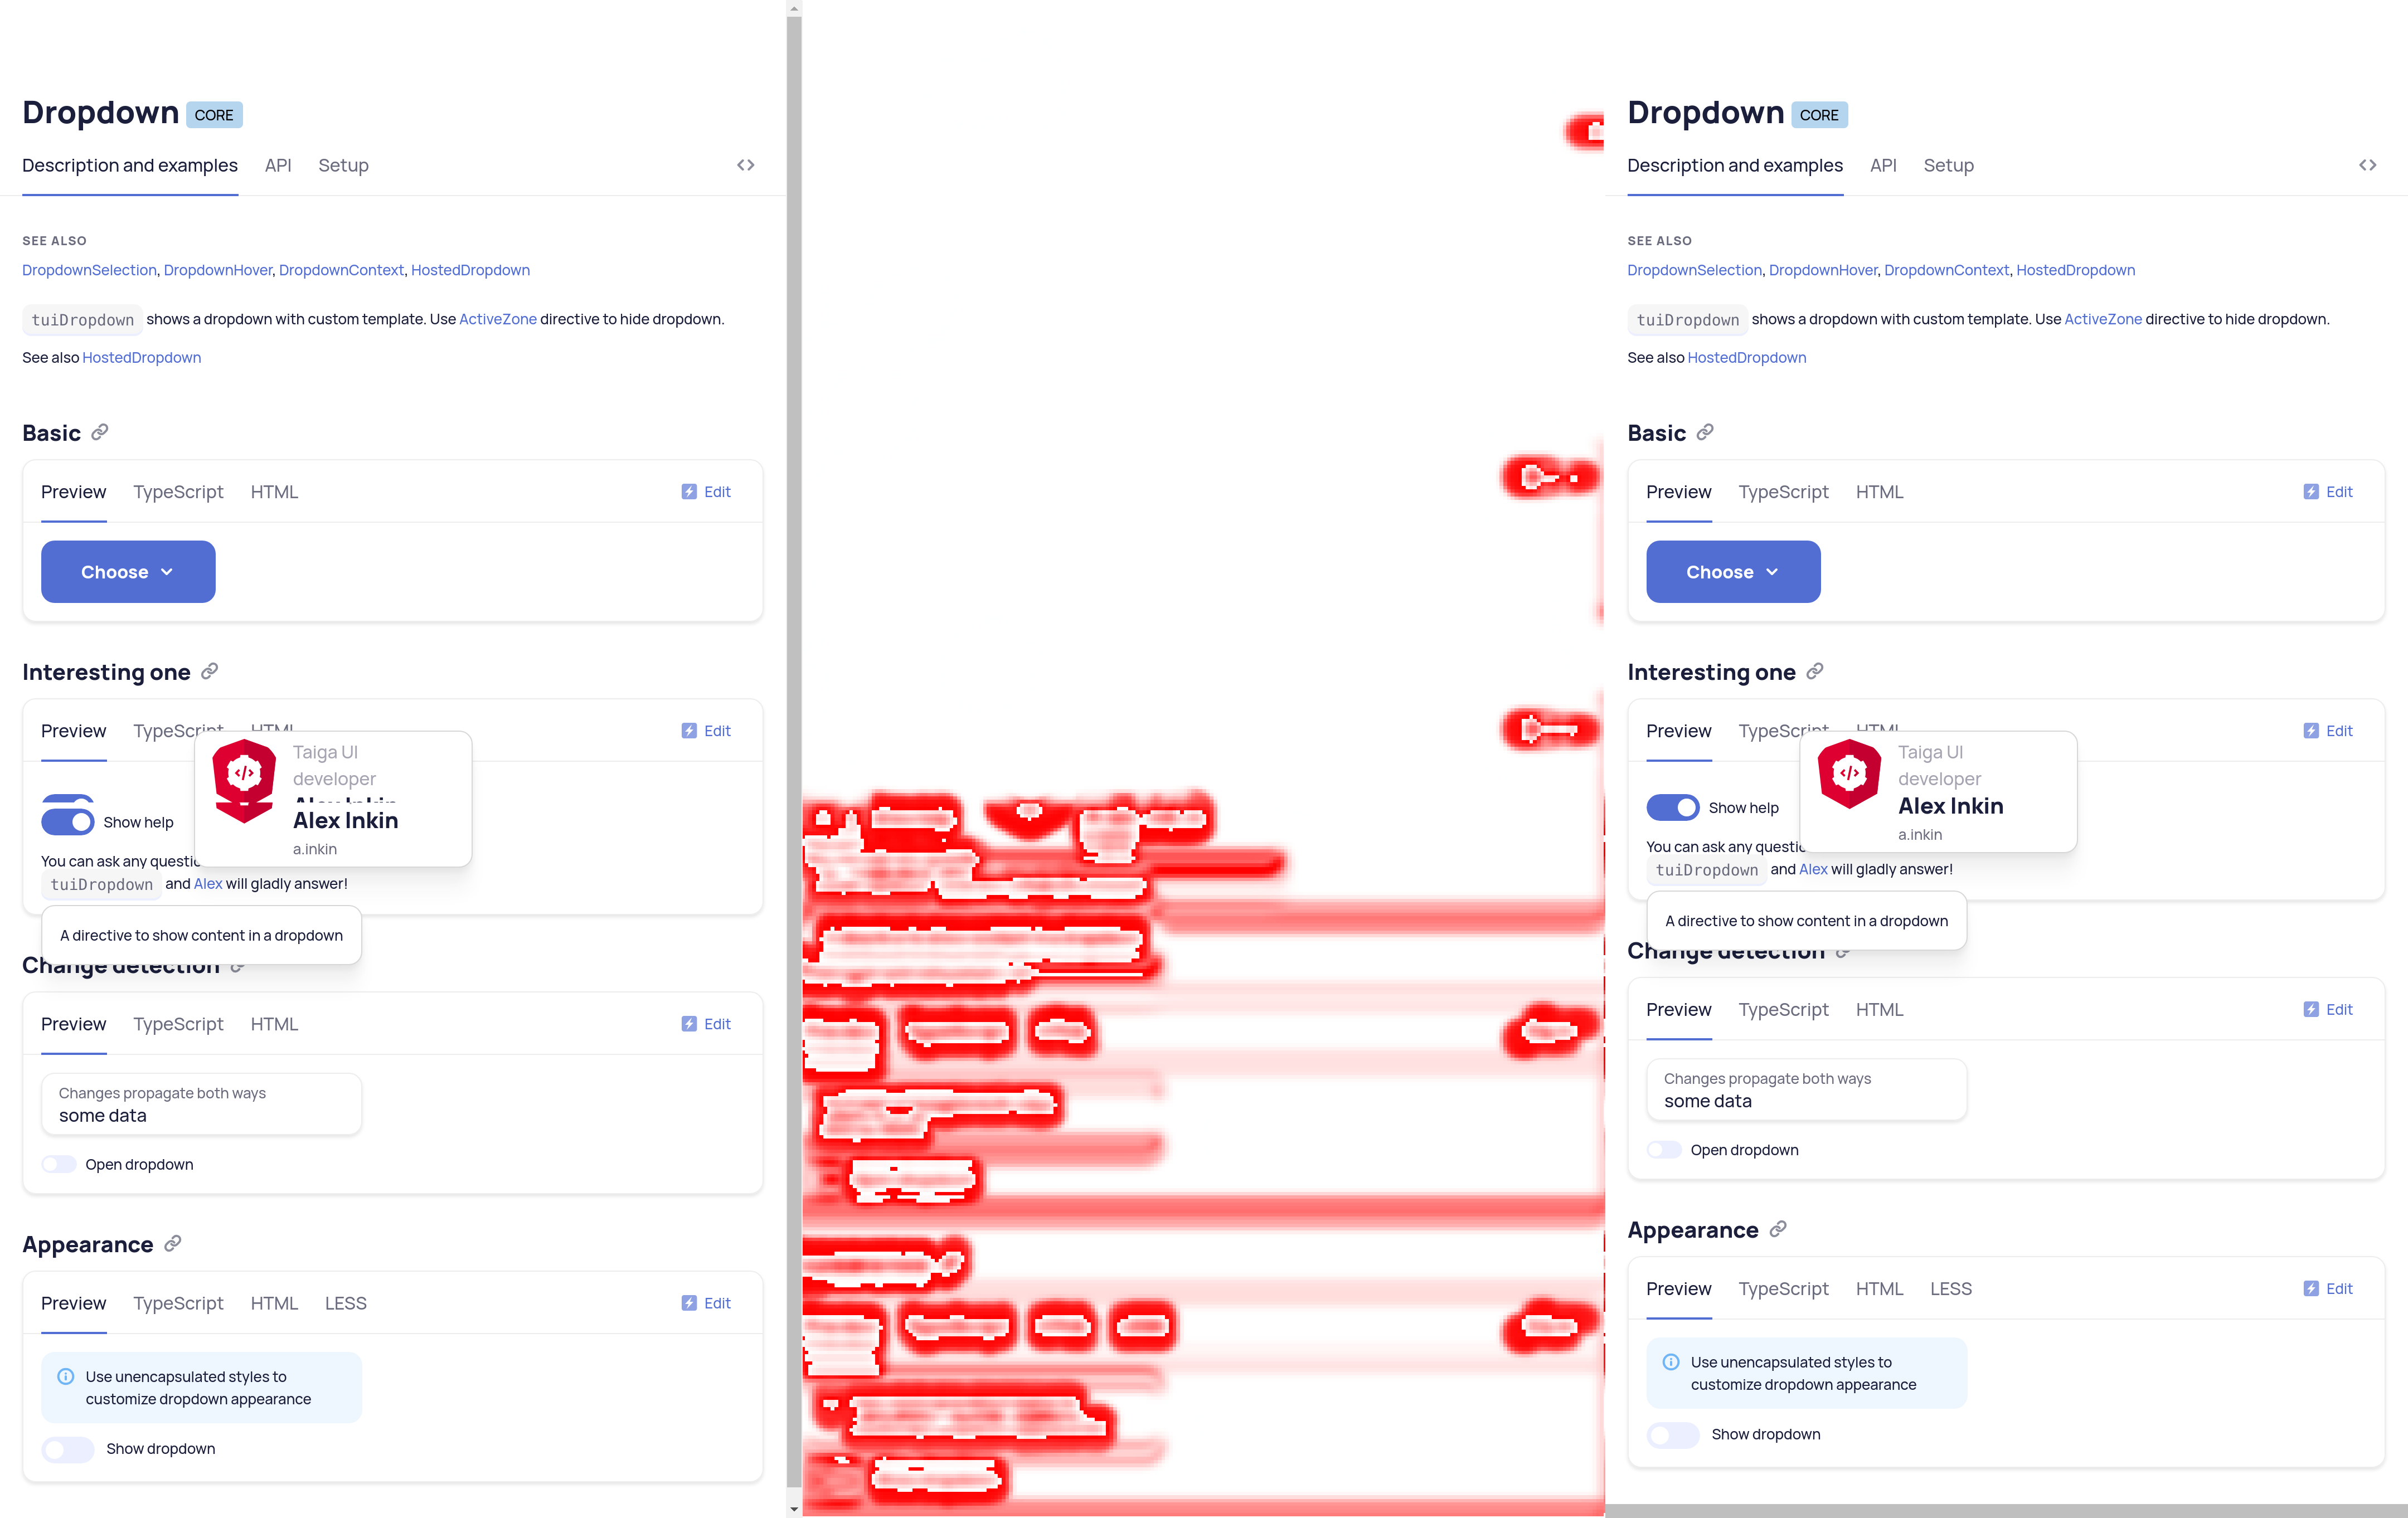 Dropdown CORE
Description and examples API Setup
SEE ALSO
DropdownSelection, DropdownHover, DropdownContext, HostedDropdown
tuiDropdown shows a dropdown with custom template. Use ActiveZone directive to hide dropdown.
See also HostedDropdown
Basic
Preview TypeScript HTML Edit
Choose
Interesting one
Preview TypeScript HTML Edit
Taiga UI
developer
Alex Inkin
Show help
Alex Inkin
a.inkin
You can ask any questic
tuiDropdown and Alex will gladly answer!
A directive to show content in a dropdown
Change detection
Preview TypeScript HTML Edit
Changes propagate both ways
some data
Open dropdown
Appearance
Preview TypeScript HTML LESS Edit
Use unencapsulated styles to
customize dropdown appearance
Show dropdown
Dropdown CORE
Description and examples API Setup
SEE ALSO
DropdownSelection, DropdownHover, DropdownContext, HostedDropdown
tuiDropdown shows a dropdown with custom template. Use ActiveZone directive to hide dropdown.
See also HostedDropdown
Basic
Preview TypeScript HTML Edit
Choose
Interesting one
Preview TypeScript HTML Edit
Taiga UI
developer
Show help
Alex Inkin
a.inkin
You can ask any questic
tuiDropdown and Alex will gladly answer!
A directive to show content in a dropdown
Change detection
Preview TypeScript HTML Edit
Changes propagate both ways
some data
Open dropdown
Appearance
Preview TypeScript HTML LESS Edit
Use unencapsulated styles to
customize dropdown appearance
Show dropdown